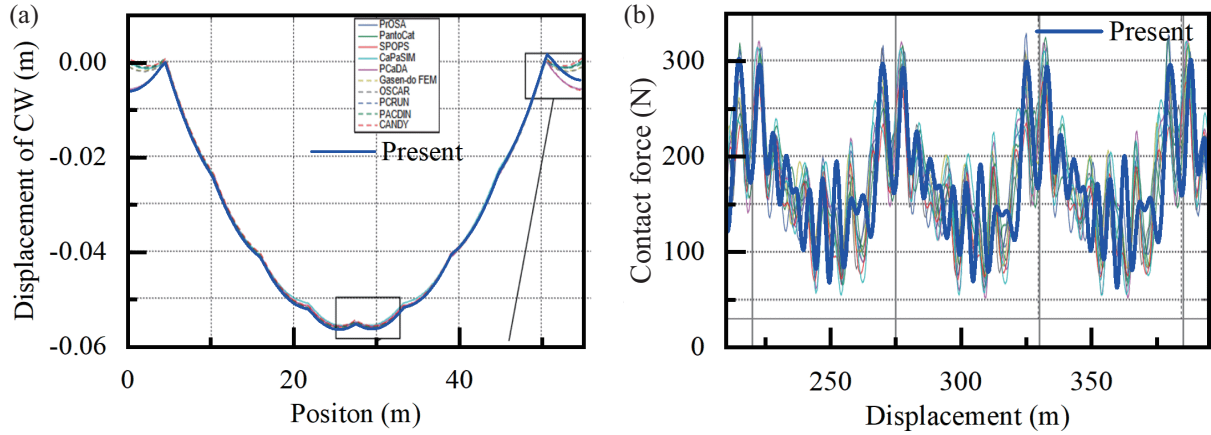 (a)
Displacement of CW (m)
0.00
-0.02
-0.04
-0.06
0
20
40
Positon (m)
PrOSA
PantoCat
SPOPS
CaPaSIM
PCaDA
Gasen-do FEM
OSCAR
PCRUN
PACDIN
CANDY
Present
(b)
Contact force (N)
300
200
100
0
250
300
350
Displacement (m)
Present